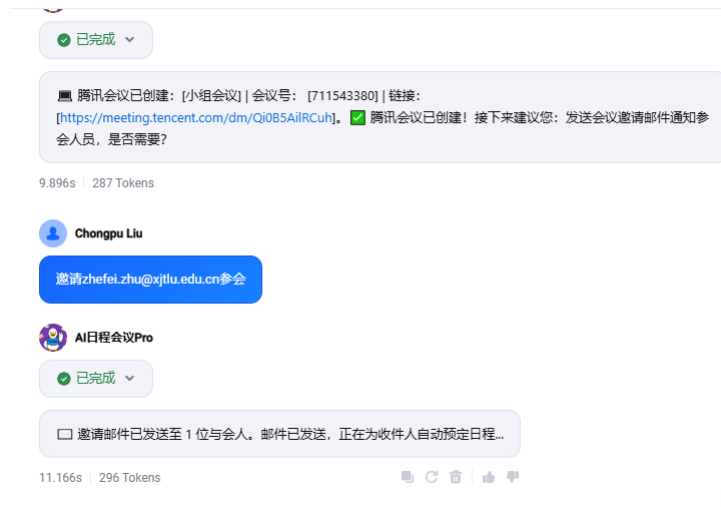 已完成
腾讯会议已创建：[小组会议] | 会议号： [711543380] | 链接：
[https://meeting.tencent.com/dm/Qi0B5AilRCuh]。✅ 腾讯会议已创建！接下来建议您：发送会议邀请邮件通知参
会人员，是否需要？
9.896s | 287 Tokens
Chongpu Liu
邀请zhefei.zhu@xjtlu.edu.cn参会
AI日程会议Pro
已完成
邀请邮件已发送至 1 位与会人。邮件已发送，正在为收件人自动预定日程...
11.166s | 296 Tokens